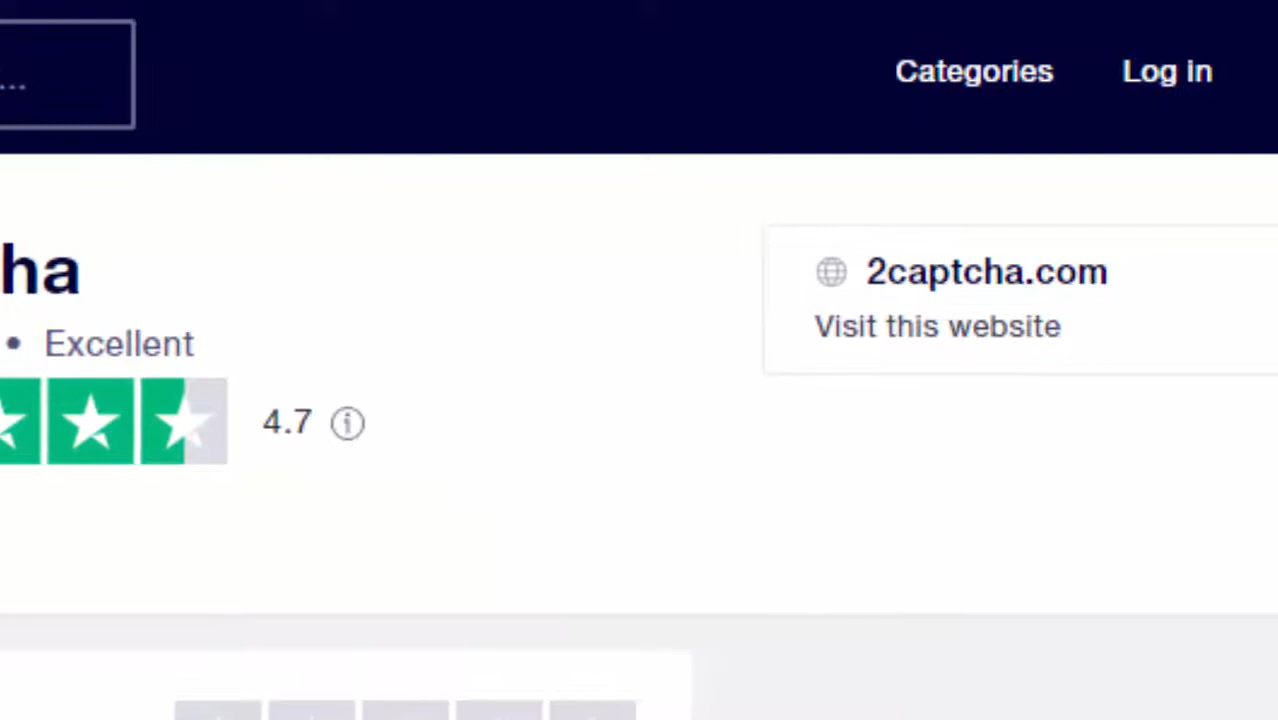 ...
Categories
Log in
ha
2captcha.com
• Excellent
Visit this website
4.7